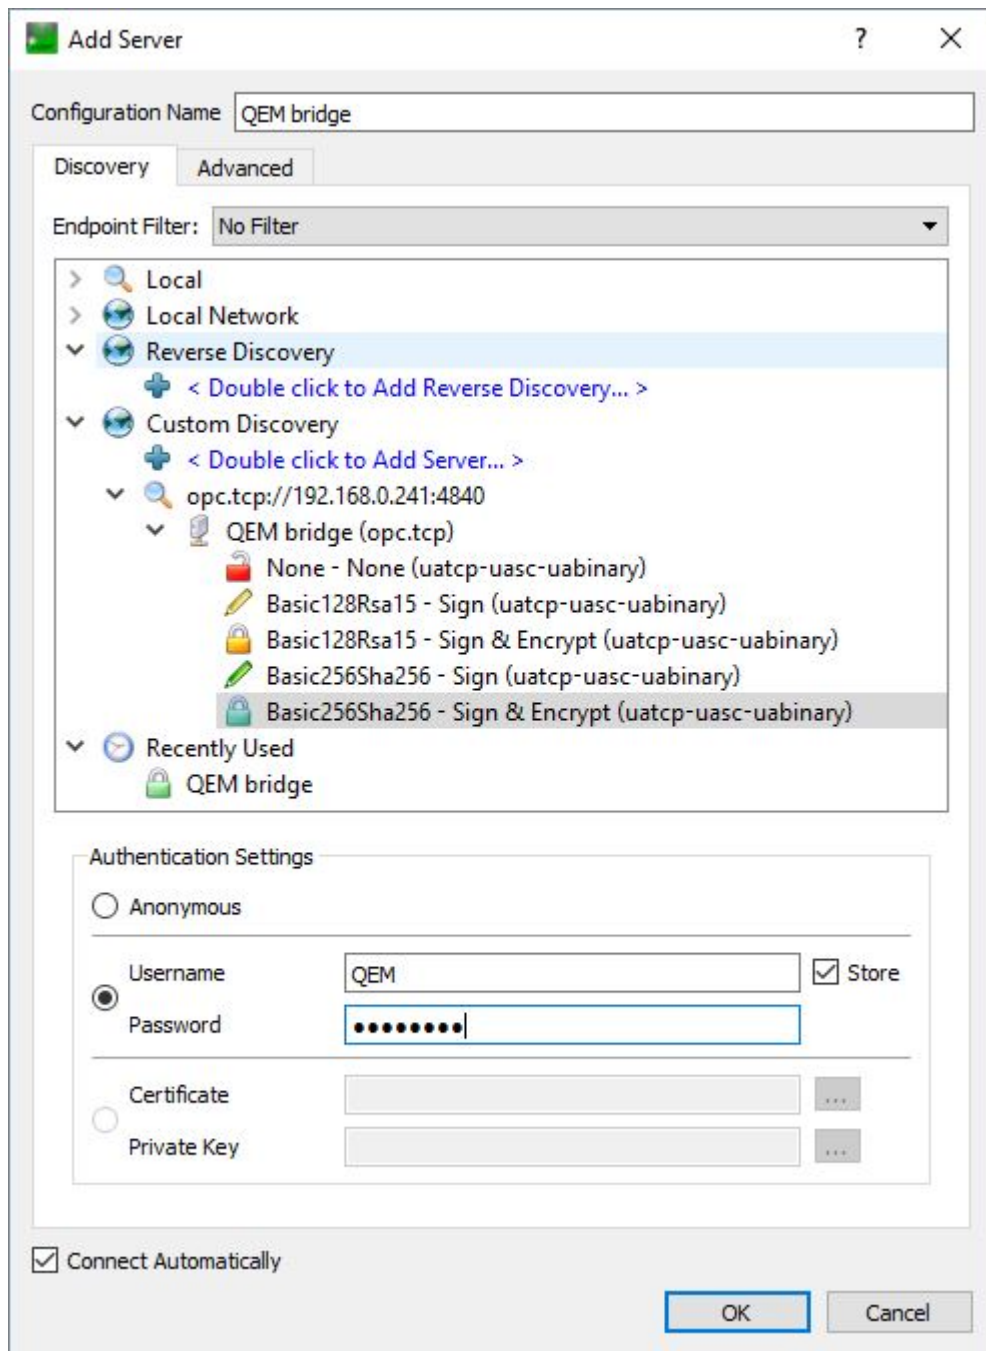 Add Server
?
Configuration Name QEM bridge
Discovery Advanced
Endpoint Filter: No Filter
Local
Local Network
Reverse Discovery
< Double click to Add Reverse Discovery... >
Custom Discovery
< Double click to Add Server... >
opc.tcp://192.168.0.241:4840
QEM bridge (opc.tcp)
None - None (uatcp-uasc-uabinary)
Basic128Rsa15 - Sign (uatcp-uasc-uabinary)
Basic128Rsa15 - Sign & Encrypt (uatcp-uasc-uabinary)
Basic256Sha256 - Sign (uatcp-uasc-uabinary)
Basic256Sha256 - Sign & Encrypt (uatcp-uasc-uabinary)
Recently Used
QEM bridge
Authentication Settings
Anonymous
Username QEM Store
Password ●●●●●●●●
Certificate ...
Private Key ...
Connect Automatically
OK Cancel